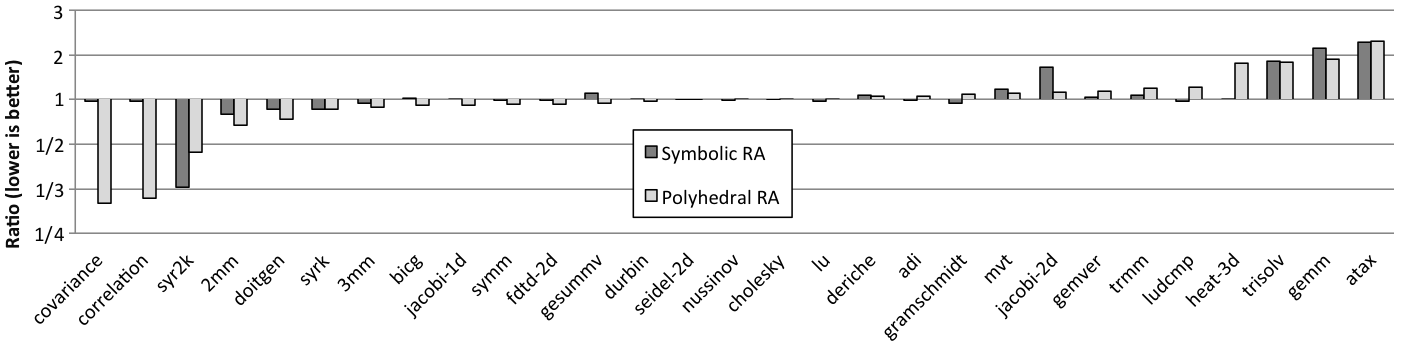 Ratio (lower is better)
3
2
1
1/2
1/3
1/4
Symbolic RA
Polyhedral RA
covariance
correlation
syr2k
2mm
doitgen
syrk
3mm
bicg
jacobi-1d
symm
fdtd-2d
gesummv
durbin
seidel-2d
nussinov
cholesky
lu
deriche
adi
gramschmidt
mvt
jacobi-2d
gemver
trmm
ludcmp
heat-3d
trisolv
gemm
atax